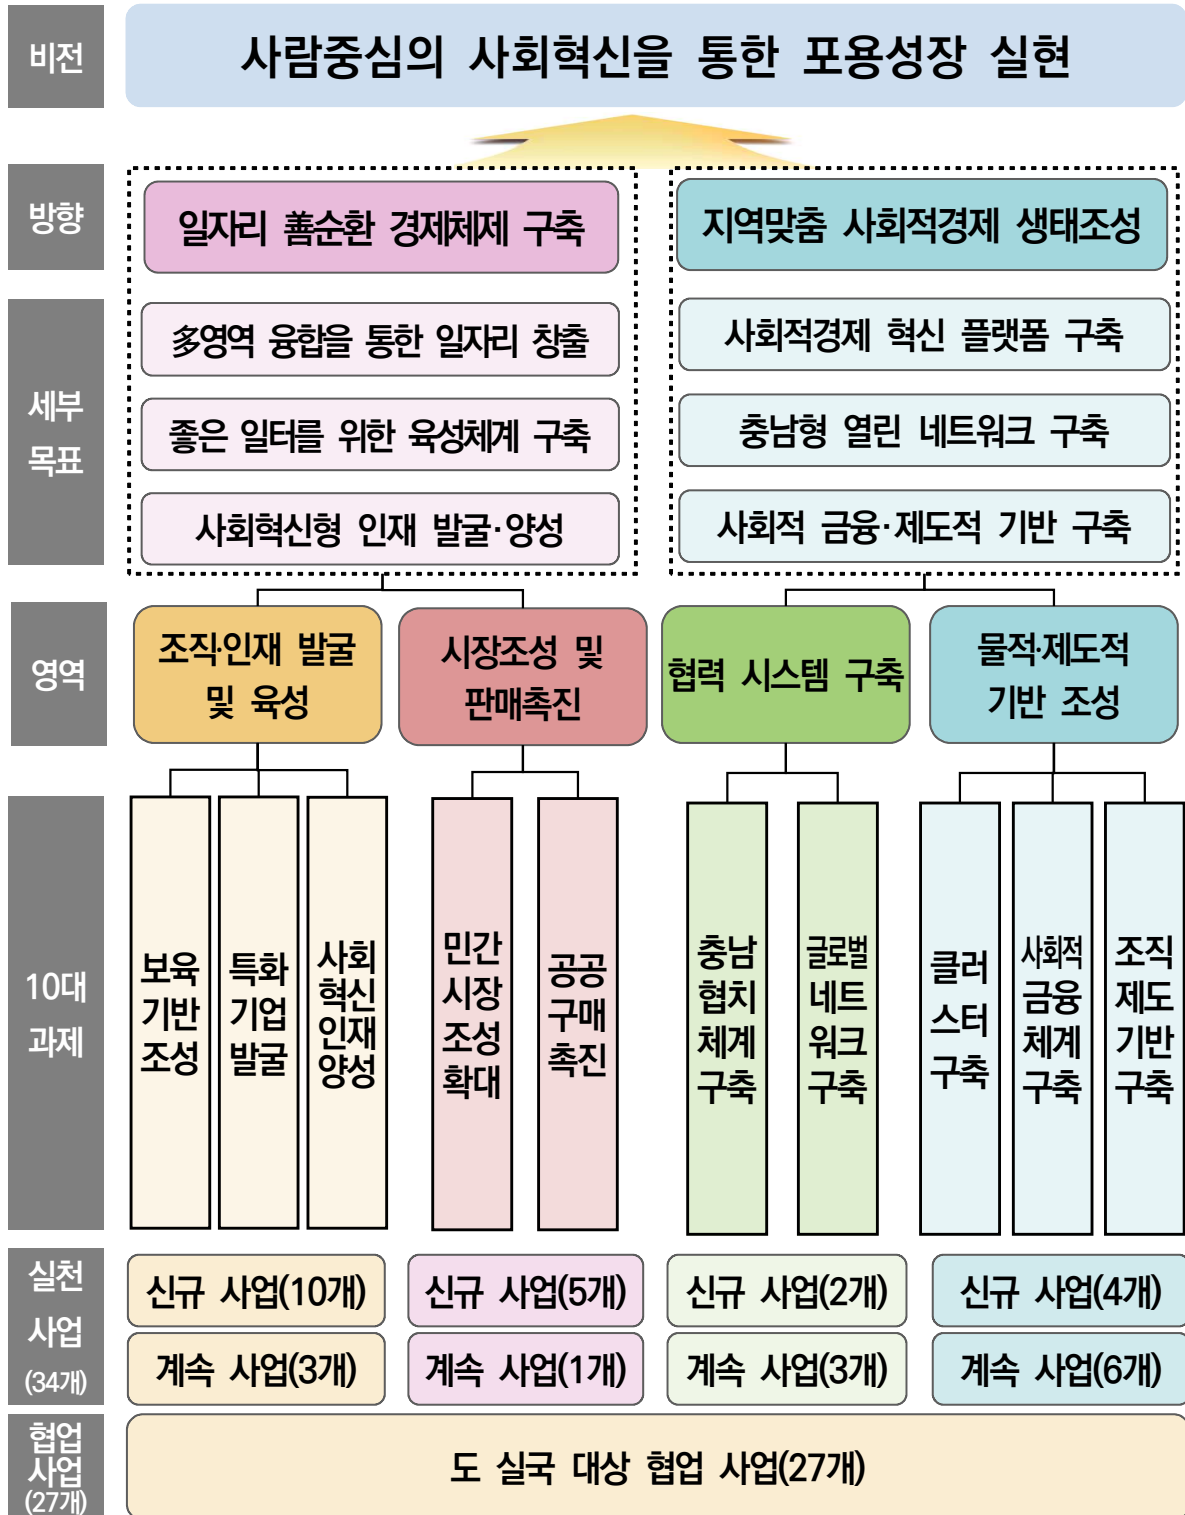 비전
사람중심의 사회혁신을 통한 포용성장 실현
방향
일자리 善순환 경제체제 구축
지역맞춤 사회적경제 생태조성
세부
목표
多영역 융합을 통한 일자리 창출
좋은 일터를 위한 육성체계 구축
사회혁신형 인재 발굴·양성
사회적경제 혁신 플랫폼 구축
충남형 열린 네트워크 구축
사회적 금융·제도적 기반 구축
영역
조직·인재 발굴
및 육성
시장조성 및
판매촉진
협력 시스템 구축
물적·제도적
기반 조성
10대
과제
보육
기반
조성
특화
기업
발굴
사회
혁신
인재
양성
민간
시장
조성
확대
공공
구매
촉진
충남
협치
체계
구축
글로벌
네트
워크
구축
클러
스터
구축
사회적
금융
체계
구축
조직
제도
기반
구축
실천
사업
(34개)
신규 사업(10개)
신규 사업(5개)
신규 사업(2개)
신규 사업(4개)
계속 사업(3개)
계속 사업(1개)
계속 사업(3개)
계속 사업(6개)
협업
사업
(27개)
도 실국 대상 협업 사업(27개)